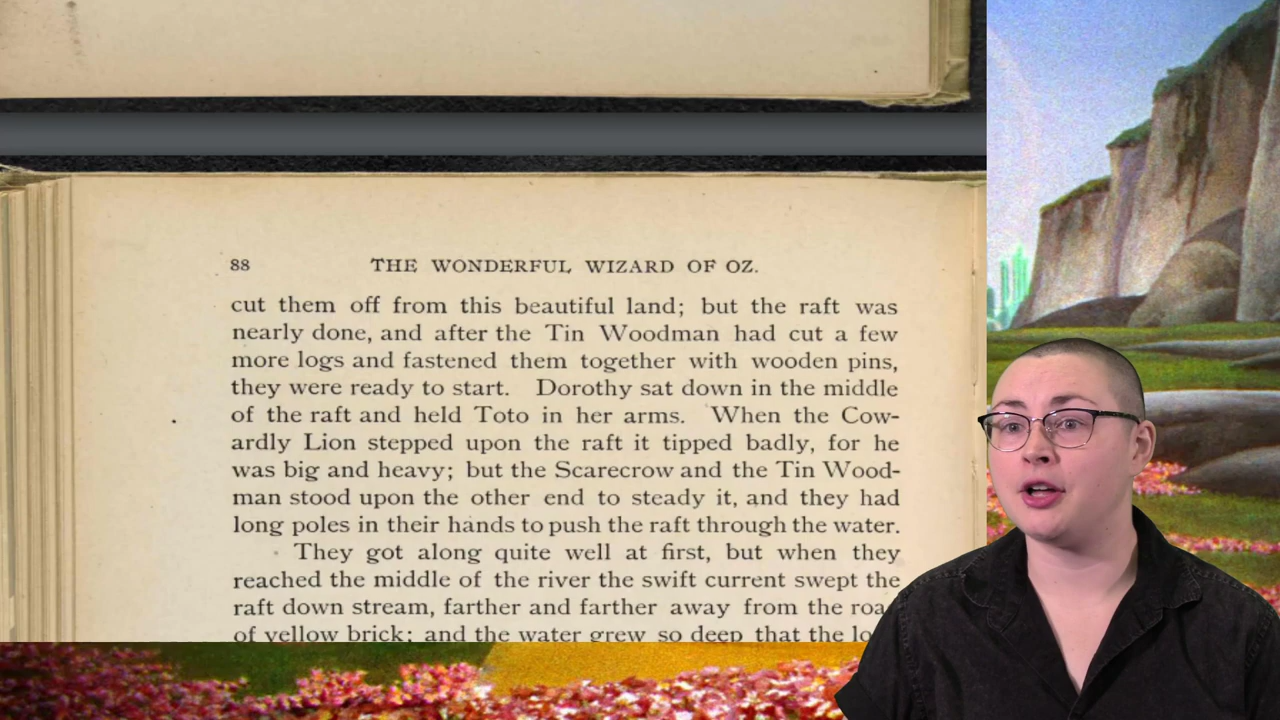 88 THE WONDERFUL WIZARD OF OZ.
cut them off from this beautiful land; but the raft was
nearly done, and after the Tin Woodman had cut a few
more logs and fastened them together with wooden pins,
they were ready to start. Dorothy sat down in the middle
of the raft and held Toto in her arms. When the Cow-
ardly Lion stepped upon the raft it tipped badly, for he
was big and heavy; but the Scarecrow and the Tin Wood-
man stood upon the other end to steady it, and they had
long poles in their hands to push the raft through the water.
They got along quite well at first, but when they
reached the middle of the river the swift current swept the
raft down stream, farther and farther away from the
of yellow brick; and the water grew so deep that the